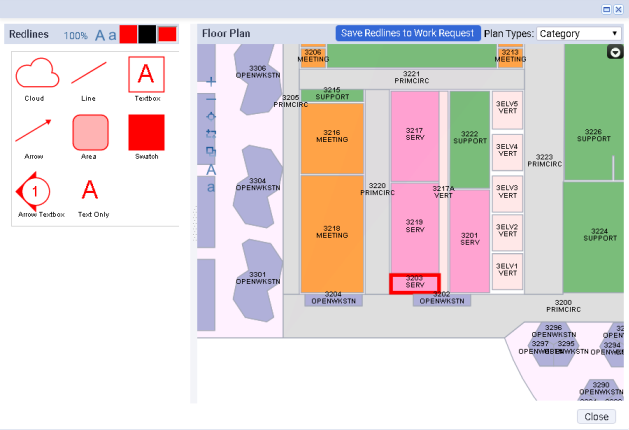 Redlines
100%
A a
Floor Plan
Save Redlines to Work Request
Plan Types:
Category
Cloud
Line
A
Textbox
Arrow
Area
Swatch
1
Arrow Textbox
A
Text Only
A
a
3306
OPENWKSTN
3304
OPENWKSTN
3301
OPENWKSTN
3205
PRIMCIRC
3206
MEETING
3213
MEETING
3221
PRIMCIRC
3215
SUPPORT
3216
MEETING
3218
MEETING
3220
PRIMCIRC
3217
SERV
3217A
VERT
3219
SERV
3203
SERV
3222
SUPPORT
3201
SERV
3ELV5
VERT
3ELV4
VERT
3ELV3
VERT
3ELV2
VERT
3ELV1
VERT
3223
PRIMCIRC
3226
SUPPORT
3224
SUPPORT
3204
OPENWKSTN
3202
OPENWKSTN
3200
PRIMCIRC
3296
OPENWKSTN
3297
3295
OPENWKSTN
3294
3290
OPENWKSTN
Close